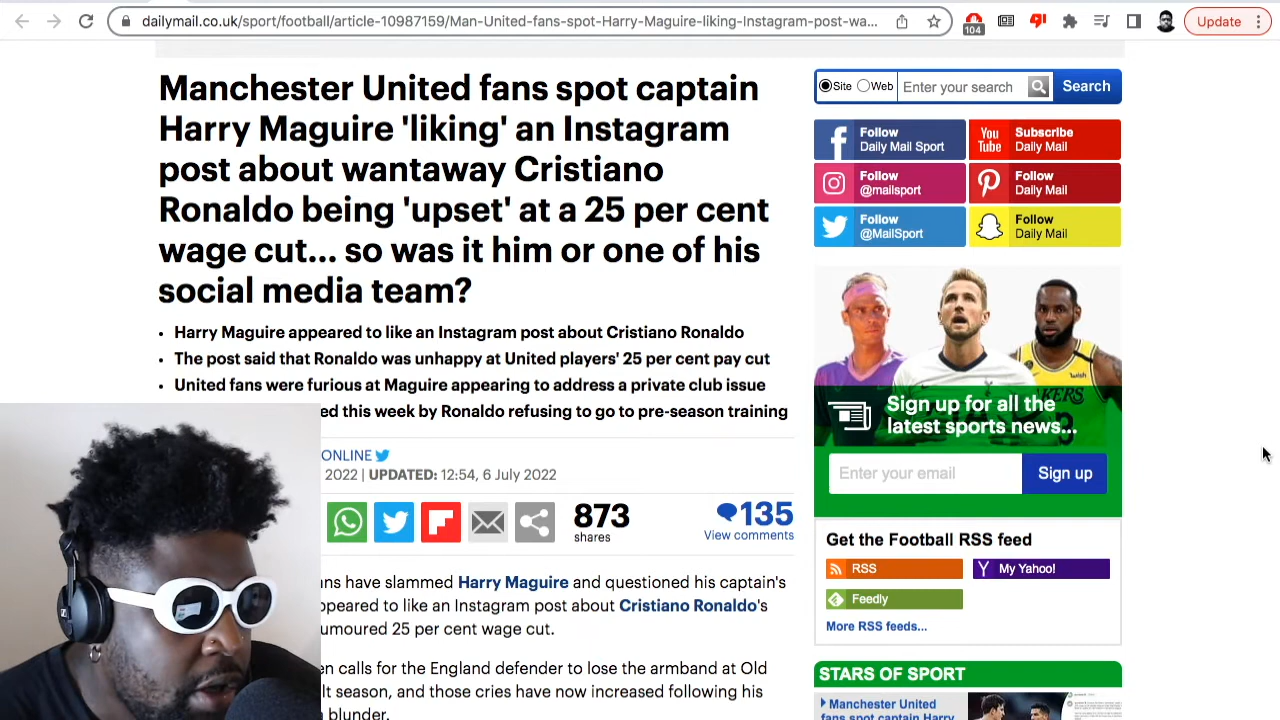 dailymail.co.uk/sport/football/article-10987159/Man-United-fans-spot-Harry-Maguire-liking-Instagram-post-wa...
104
Update
Manchester United fans spot captain
Harry Maguire 'liking' an Instagram
post about wantaway Cristiano
Ronaldo being 'upset' at a 25 per cent
wage cut... so was it him or one of his
social media team?
• Harry Maguire appeared to like an Instagram post about Cristiano Ronaldo
• The post said that Ronaldo was unhappy at United players' 25 per cent pay cut
• United fans were furious at Maguire appearing to address a private club issue
ed this week by Ronaldo refusing to go to pre-season training
ONLINE
2022 | UPDATED: 12:54, 6 July 2022
873
shares
135
View comments
ns have slammed Harry Maguire and questioned his captain's
peared to like an Instagram post about Cristiano Ronaldo's
umoured 25 per cent wage cut.
en calls for the England defender to lose the armband at Old
lt season, and those cries have now increased following his
blunder.
Site Web Enter your search Search
Follow
Daily Mail Sport
You Tube
Subscribe
Daily Mail
Follow
@mailsport
Follow
Daily Mail
Follow
@MailSport
Follow
Daily Mail
wish
KERS
3
Sign up for all the
latest sports news...
Enter your email Sign up
Get the Football RSS feed
RSS My Yahoo!
Feedly
More RSS feeds...
STARS OF SPORT
Manchester United
fans spot captain Harry